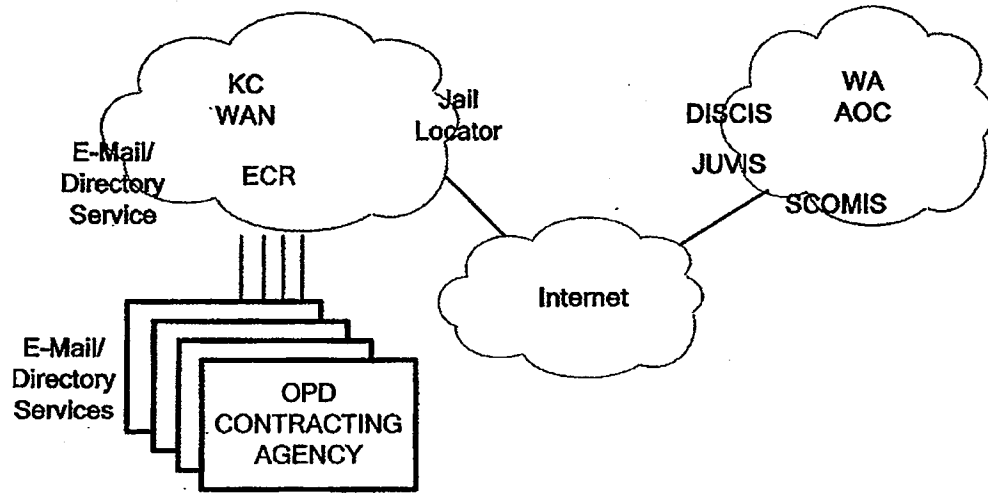 KC
WAN
Jail
Locator
E-Mail/
Directory
Service
ECR
WA
AOC
DISCIS
JUVIS
SCOMIS
Internet
E-Mail/
Directory
Services
OPD
CONTRACTING
AGENCY